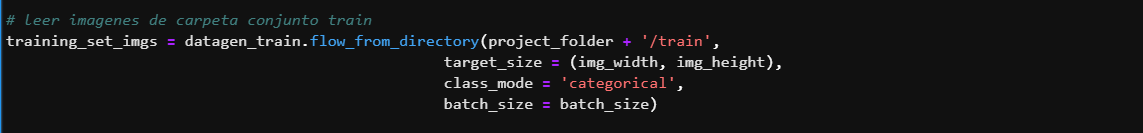 # leer imagenes de carpeta conjunto train
training_set_imgs = datagen_train.flow_from_directory(project_folder + '/train',
target_size = (img_width, img_height),
class_mode = 'categorical',
batch_size = batch_size)